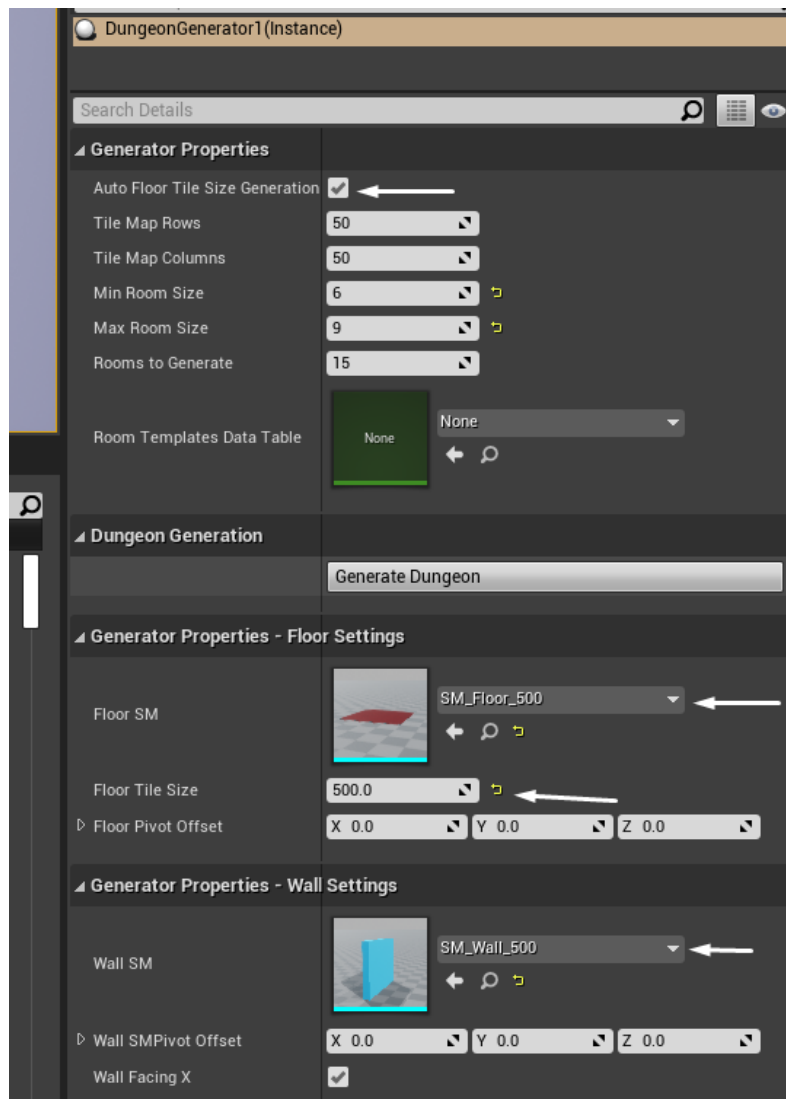 DungeonGenerator1(Instance)
Search Details
Generator Properties
Auto Floor Tile Size Generation
Tile Map Rows 50
Tile Map Columns 50
Min Room Size 6
Max Room Size 9
Rooms to Generate 15
Room Templates Data Table None None
Dungeon Generation
Generate Dungeon
Generator Properties - Floor Settings
Floor SM SM_Floor_500
Floor Tile Size 500.0
Floor Pivot Offset X 0.0 Y 0.0 Z 0.0
Generator Properties - Wall Settings
Wall SM SM_Wall_500
Wall SMPivot Offset X 0.0 Y 0.0 Z 0.0
Wall Facing X